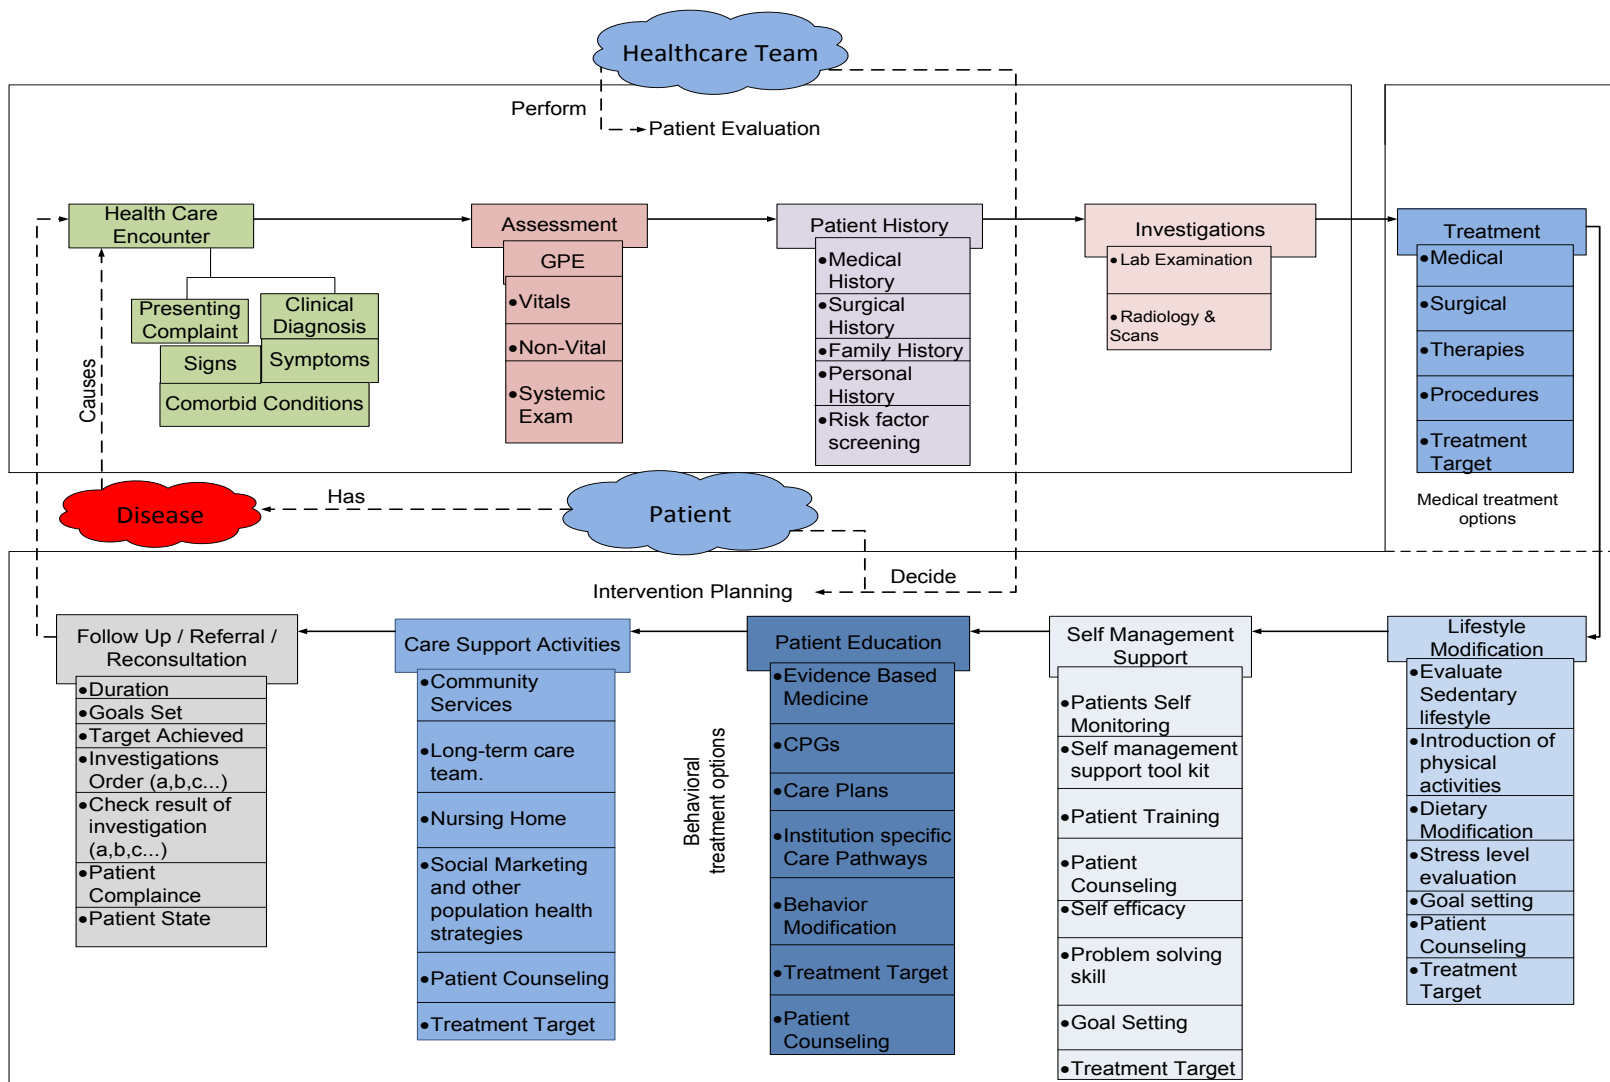 Healthcare Team
Perform
Patient Evaluation
Health Care
Encounter
Presenting
Complaint
Clinical
Diagnosis
Signs
Symptoms
Comorbid Conditions
Assessment
GPE
•Vitals
•Non-Vital
•Systemic
Exam
Patient History
•Medical
History
•Surgical
History
•Family History
•Personal
History
•Risk factor
screening
Investigations
•Lab Examination
•Radiology &
Scans
Treatment
•Medical
•Surgical
•Therapies
•Procedures
•Treatment
Target
Medical treatment
options
Causes
Disease
Has
Patient
Decide
Intervention Planning
Follow Up / Referral /
Reconsultation
•Duration
•Goals Set
•Target Achieved
•Investigations
Order (a,b,c...)
•Check result of
investigation
(a,b,c...)
•Patient
Complaince
•Patient State
Care Support Activities
•Community
Services
•Long-term care
team.
•Nursing Home
•Social Marketing
and other
population health
strategies
•Patient Counseling
•Treatment Target
Behavioral
treatment options
Patient Education
•Evidence Based
Medicine
•CPGs
•Care Plans
•Institution specific
Care Pathways
•Behavior
Modification
•Treatment Target
•Patient
Counseling
Self Management
Support
•Patients Self
Monitoring
•Self management
support tool kit
•Patient Training
•Patient
Counseling
•Self efficacy
•Problem solving
skill
•Goal Setting
•Treatment Target
Lifestyle
Modification
•Evaluate
Sedentary
lifestyle
•Introduction of
physical
activities
•Dietary
Modification
•Stress level
evaluation
•Goal setting
•Patient
Counseling
•Treatment
Target